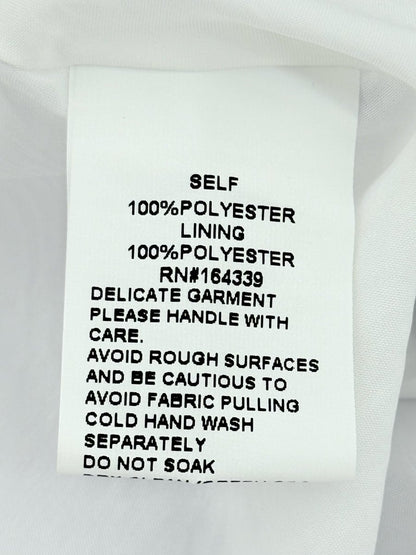 SELF
100%POLYESTER
LINING
100%POLYESTER
RN#164339
DELICATE GARMENT
PLEASE HANDLE WITH
CARE.
AVOID ROUGH SURFACES
AND BE CAUTIOUS TO
AVOID FABRIC PULLING
COLD HAND WASH
SEPARATELY
DO NOT SOAK